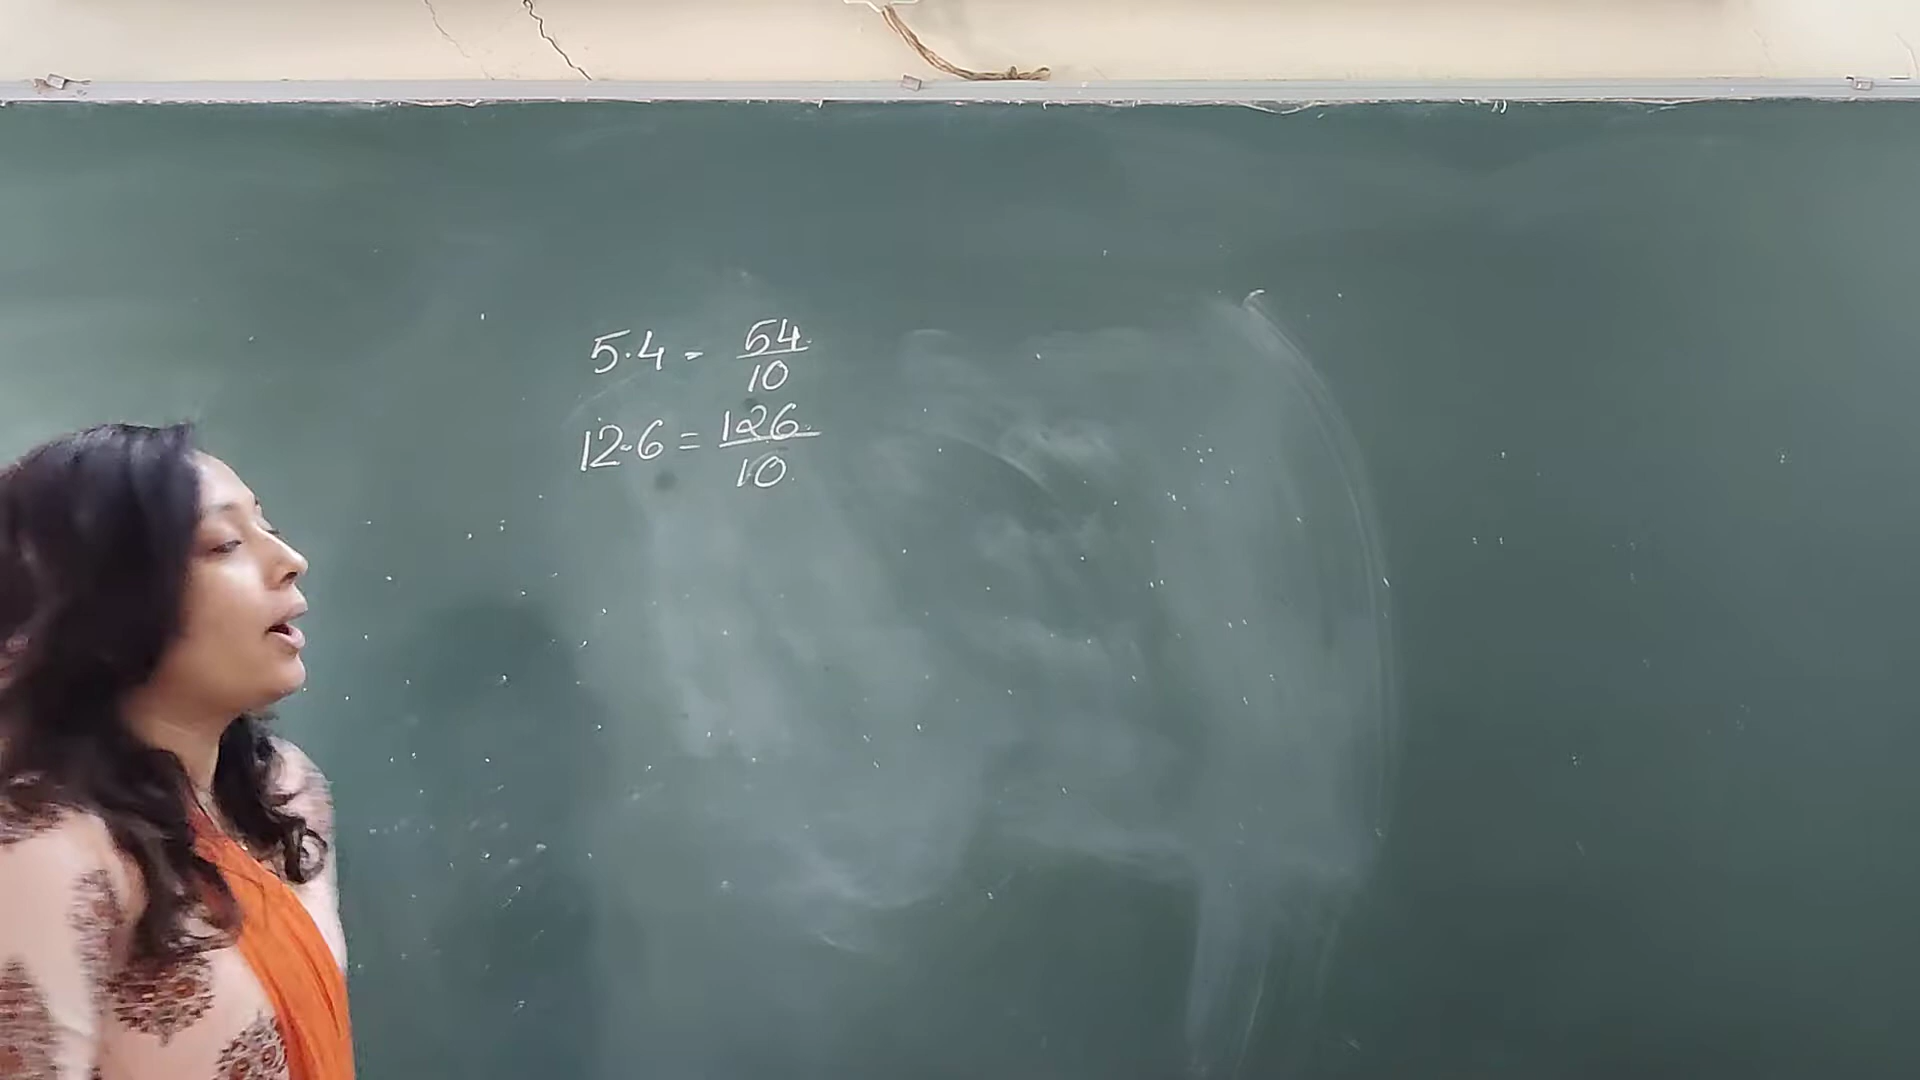 5.4 = 54/10
12.6 = 126/10